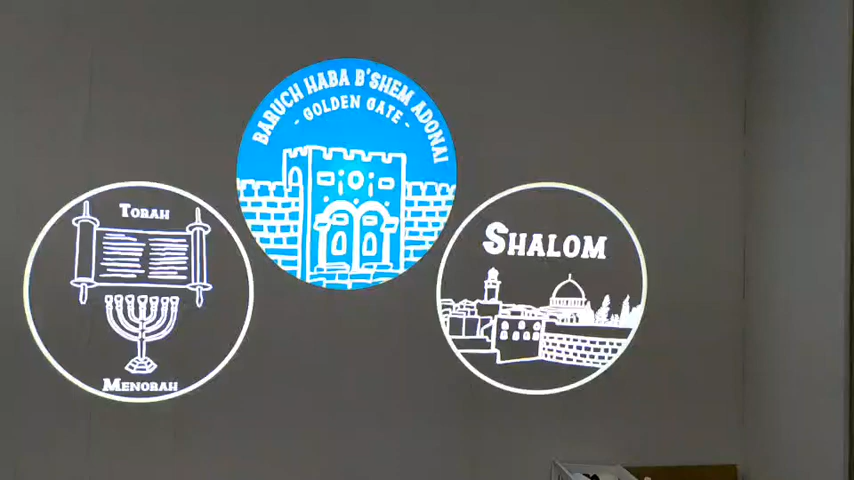 BARUCH HABA B'SHEM ADONAI
- GOLDEN GATE -
TORAH
MENORAH
SHALOM